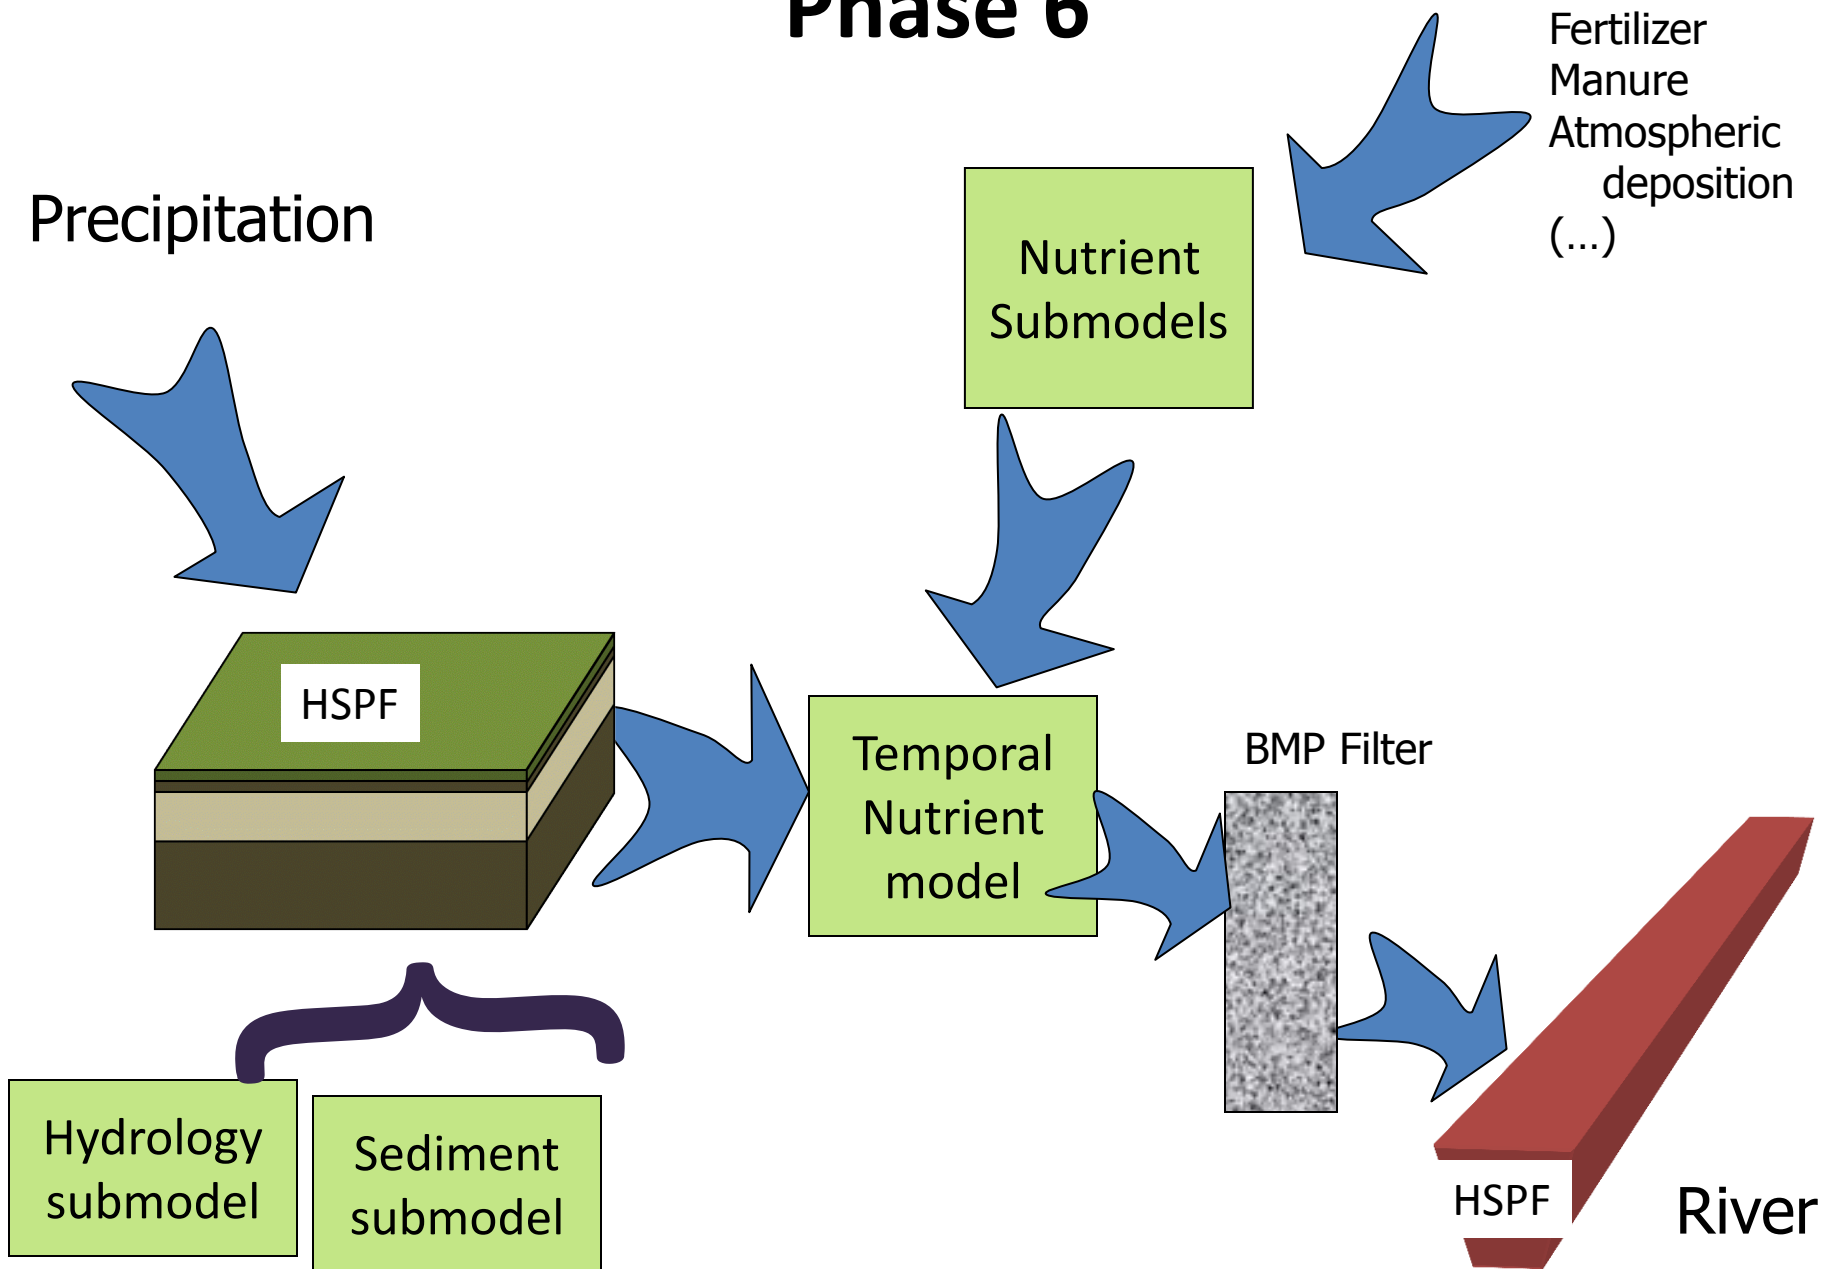 Phase 6
Fertilizer
Manure
Atmospheric
deposition
(...)
Precipitation
Nutrient
Submodels
HSPF
Temporal
Nutrient
model
BMP Filter
Hydrology
submodel
Sediment
submodel
HSPF
River